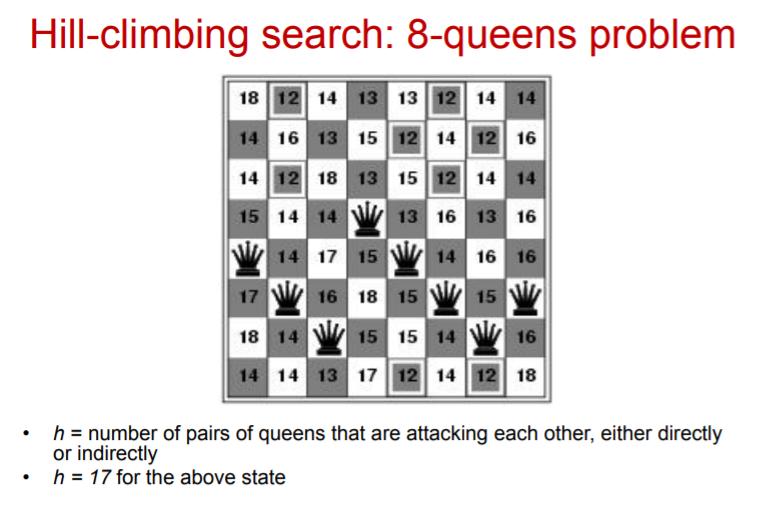 Hill-climbing search: 8-queens problem
18 12 14 13 13 12 14 14
14 16 13 15 12 14 12 16
14 12 18 13 15 12 14 14
15 14 14 13 16 13 16
14 17 15 14 16 16
17 16 18 15 15
18 14 15 15 14 16
14 14 13 17 12 14 12 18
• h = number of pairs of queens that are attacking each other, either directly
or indirectly
• h = 17 for the above state